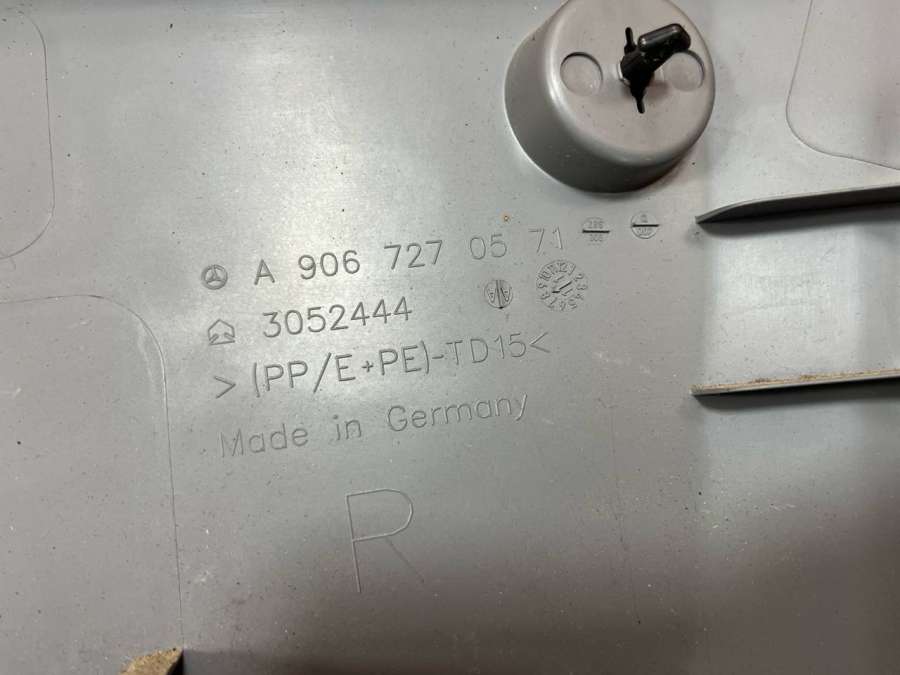 A 906 727 05 71
3052444
>(PP/E+PE)-TD15<
Made in Germany
R